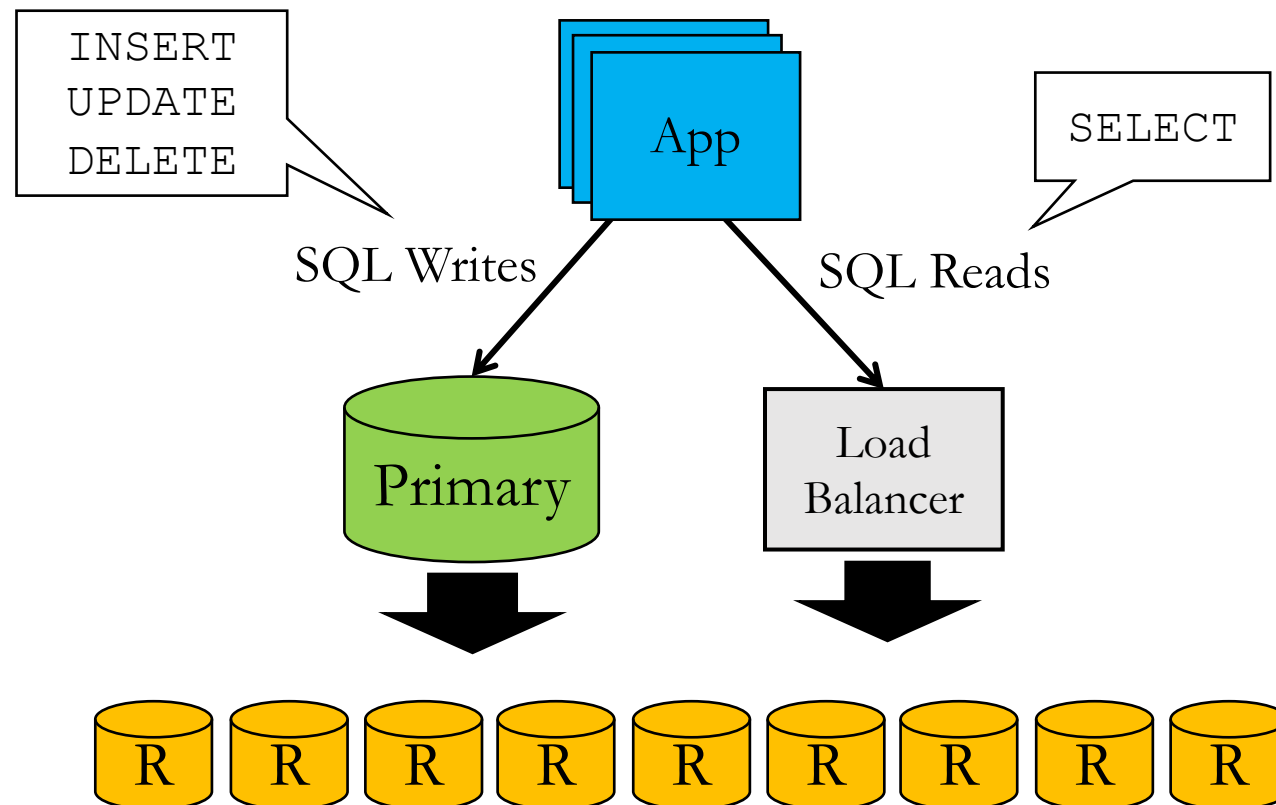 INSERT
UPDATE
DELETE
App
SELECT
SQL Writes
SQL Reads
Primary
Load
Balancer
R R R R R R R R R